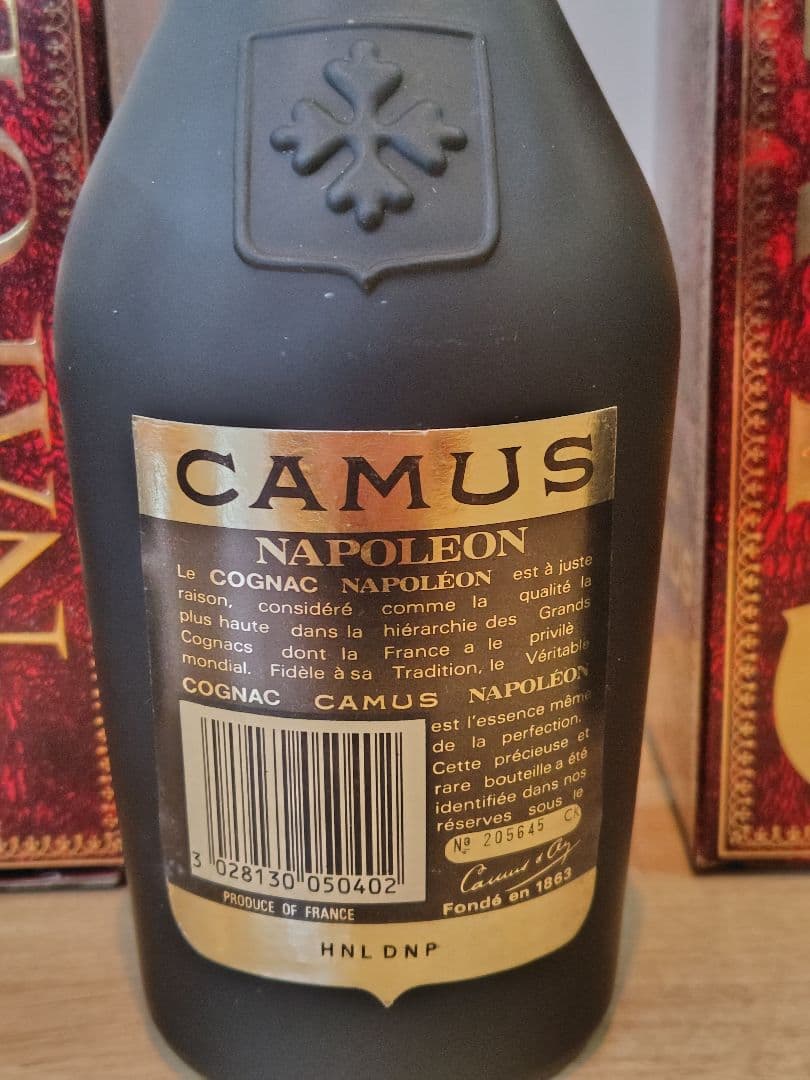 CAMUS
NAPOLEON
Le COGNAC NAPOLÉON est à juste
raison, considéré comme la qualité la
plus haute dans la hiérarchie des Grands
Cognacs dont la France a le privilè
mondial. Fidèle à sa Tradition, le Véritable
COGNAC CAMUS NAPOLÉON
est l'essence même
de la perfection.
Cette précieuse et
rare bouteille a été
identifiée dans nos
réserves sous le
Nº 205645 CK
Camus & Cie
Fondé en 1863
3 028130 050402
PRODUCE OF FRANCE
HNL DNP